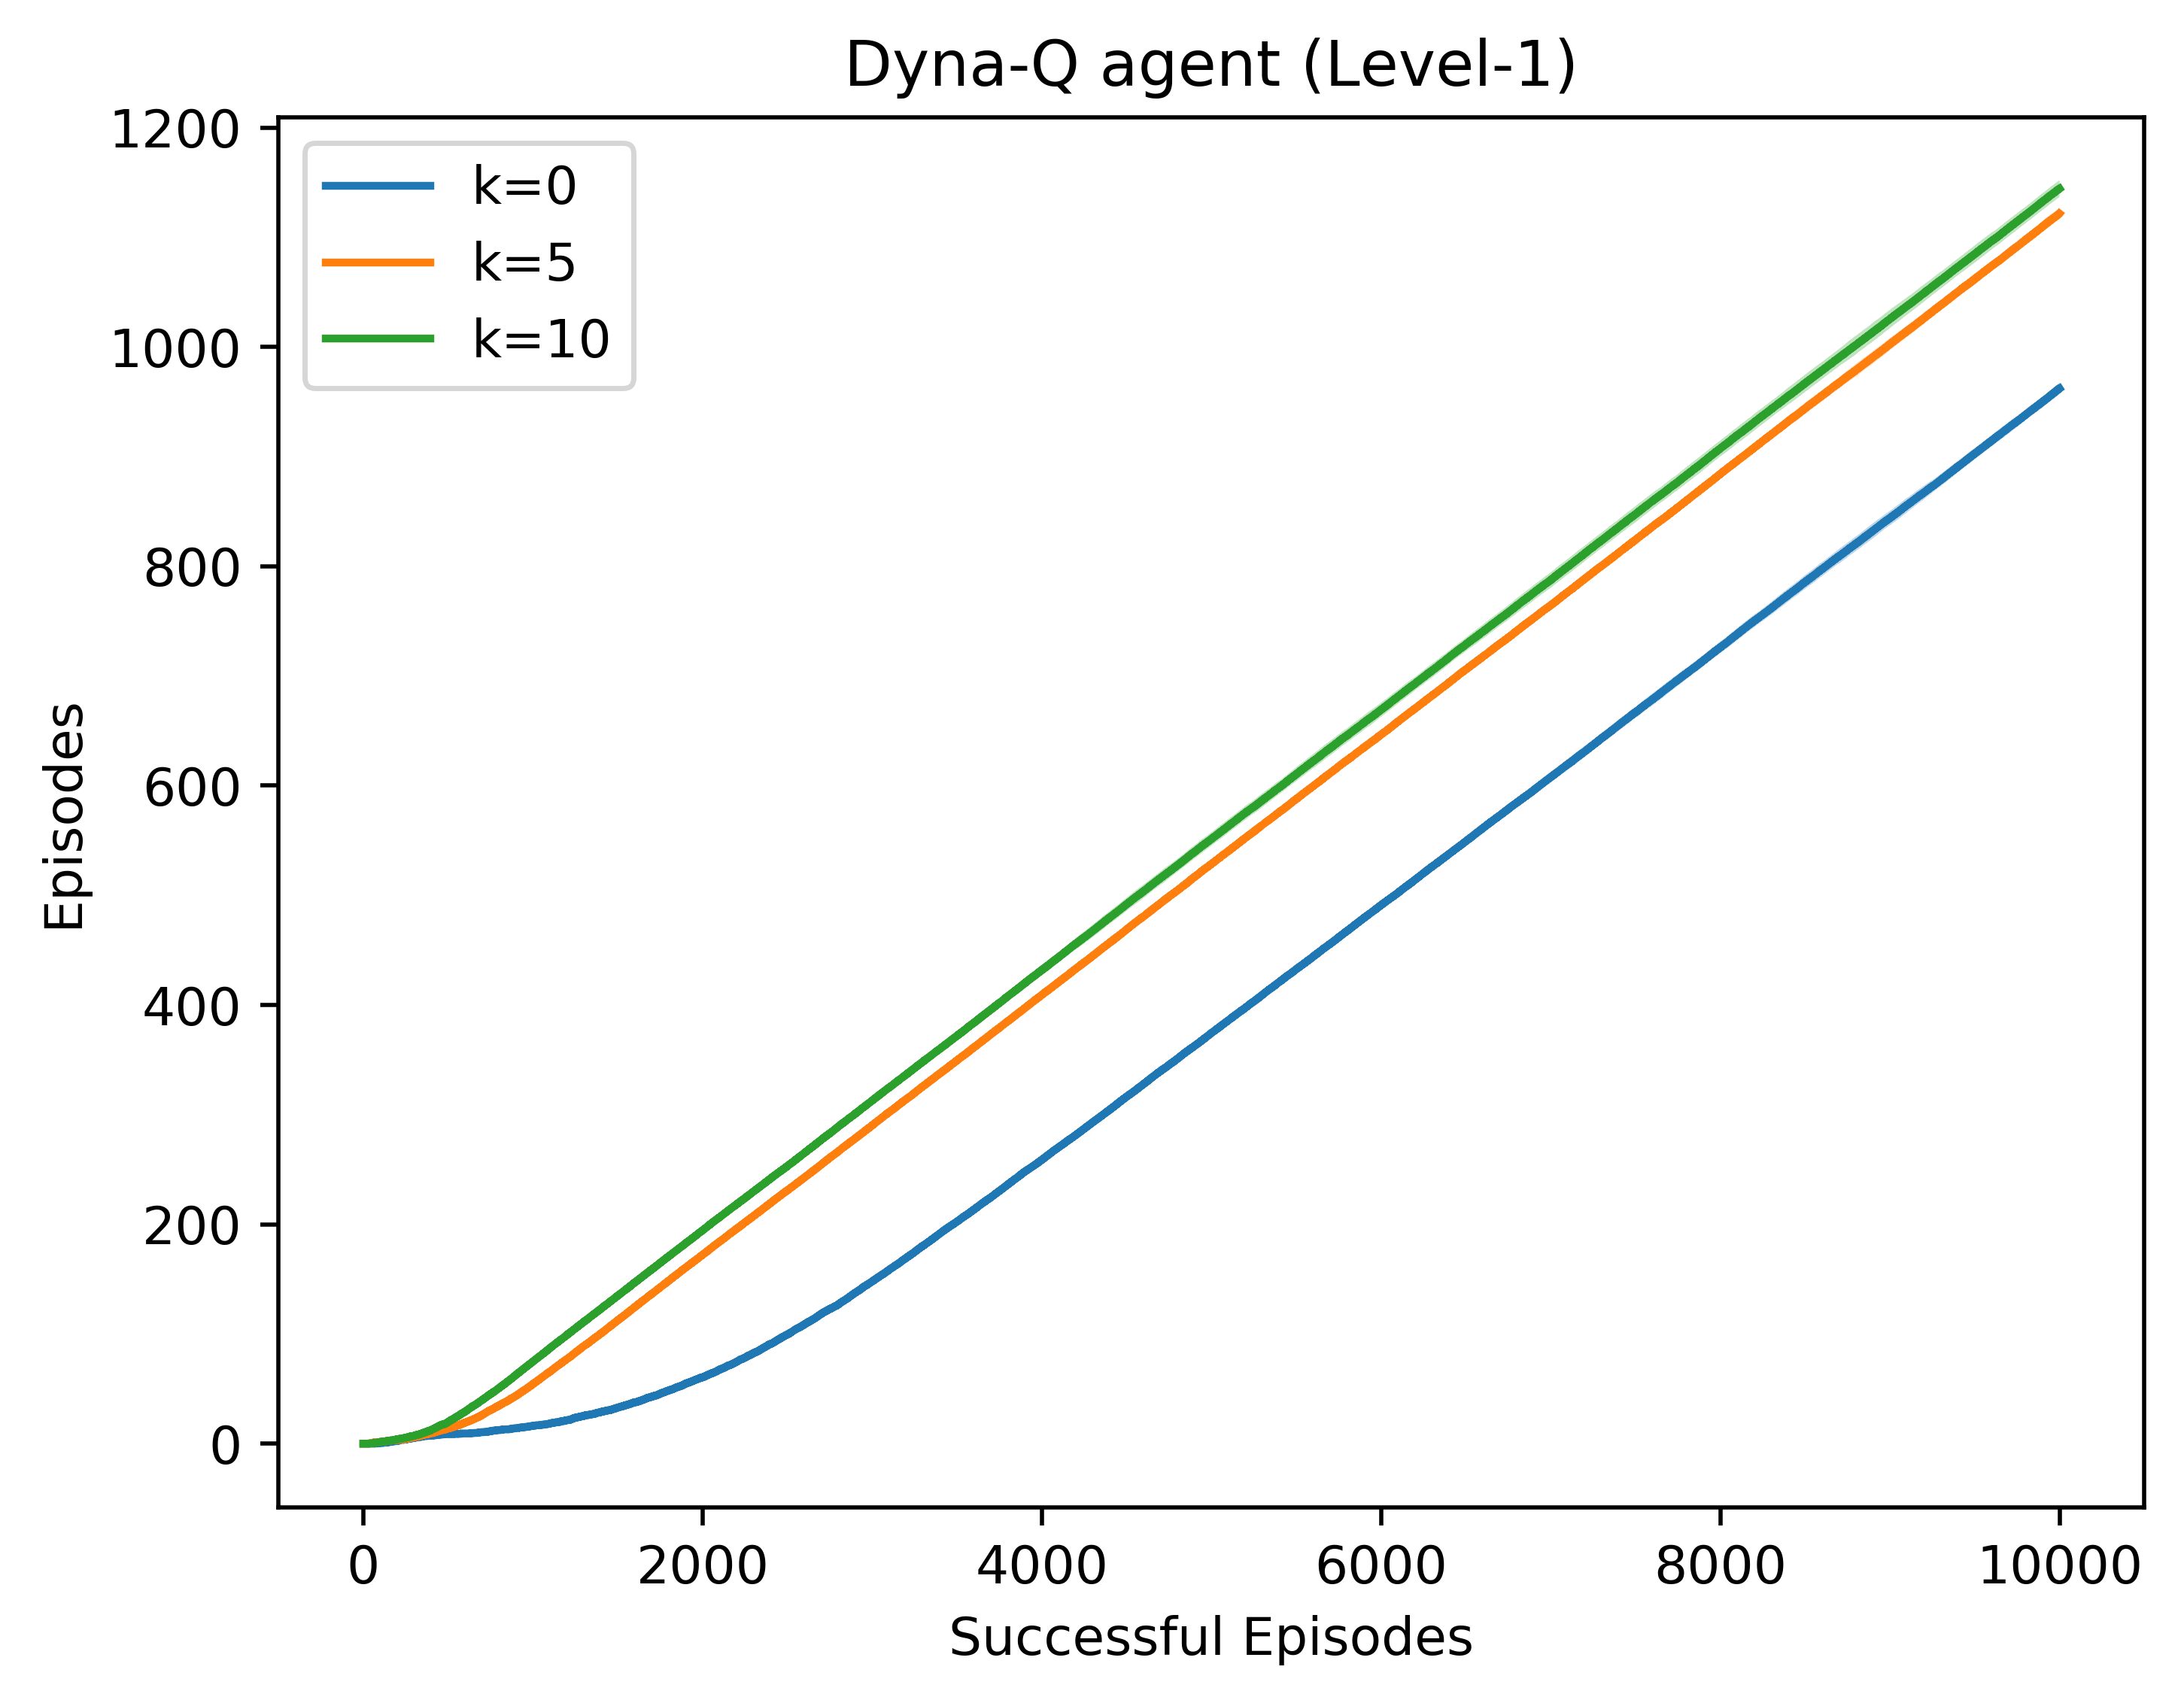 Dyna-Q agent (Level-1)
1200
1000
800
600
400
200
0
Episodes
k=0
k=5
k=10
0 2000 4000 6000 8000 10000
Successful Episodes